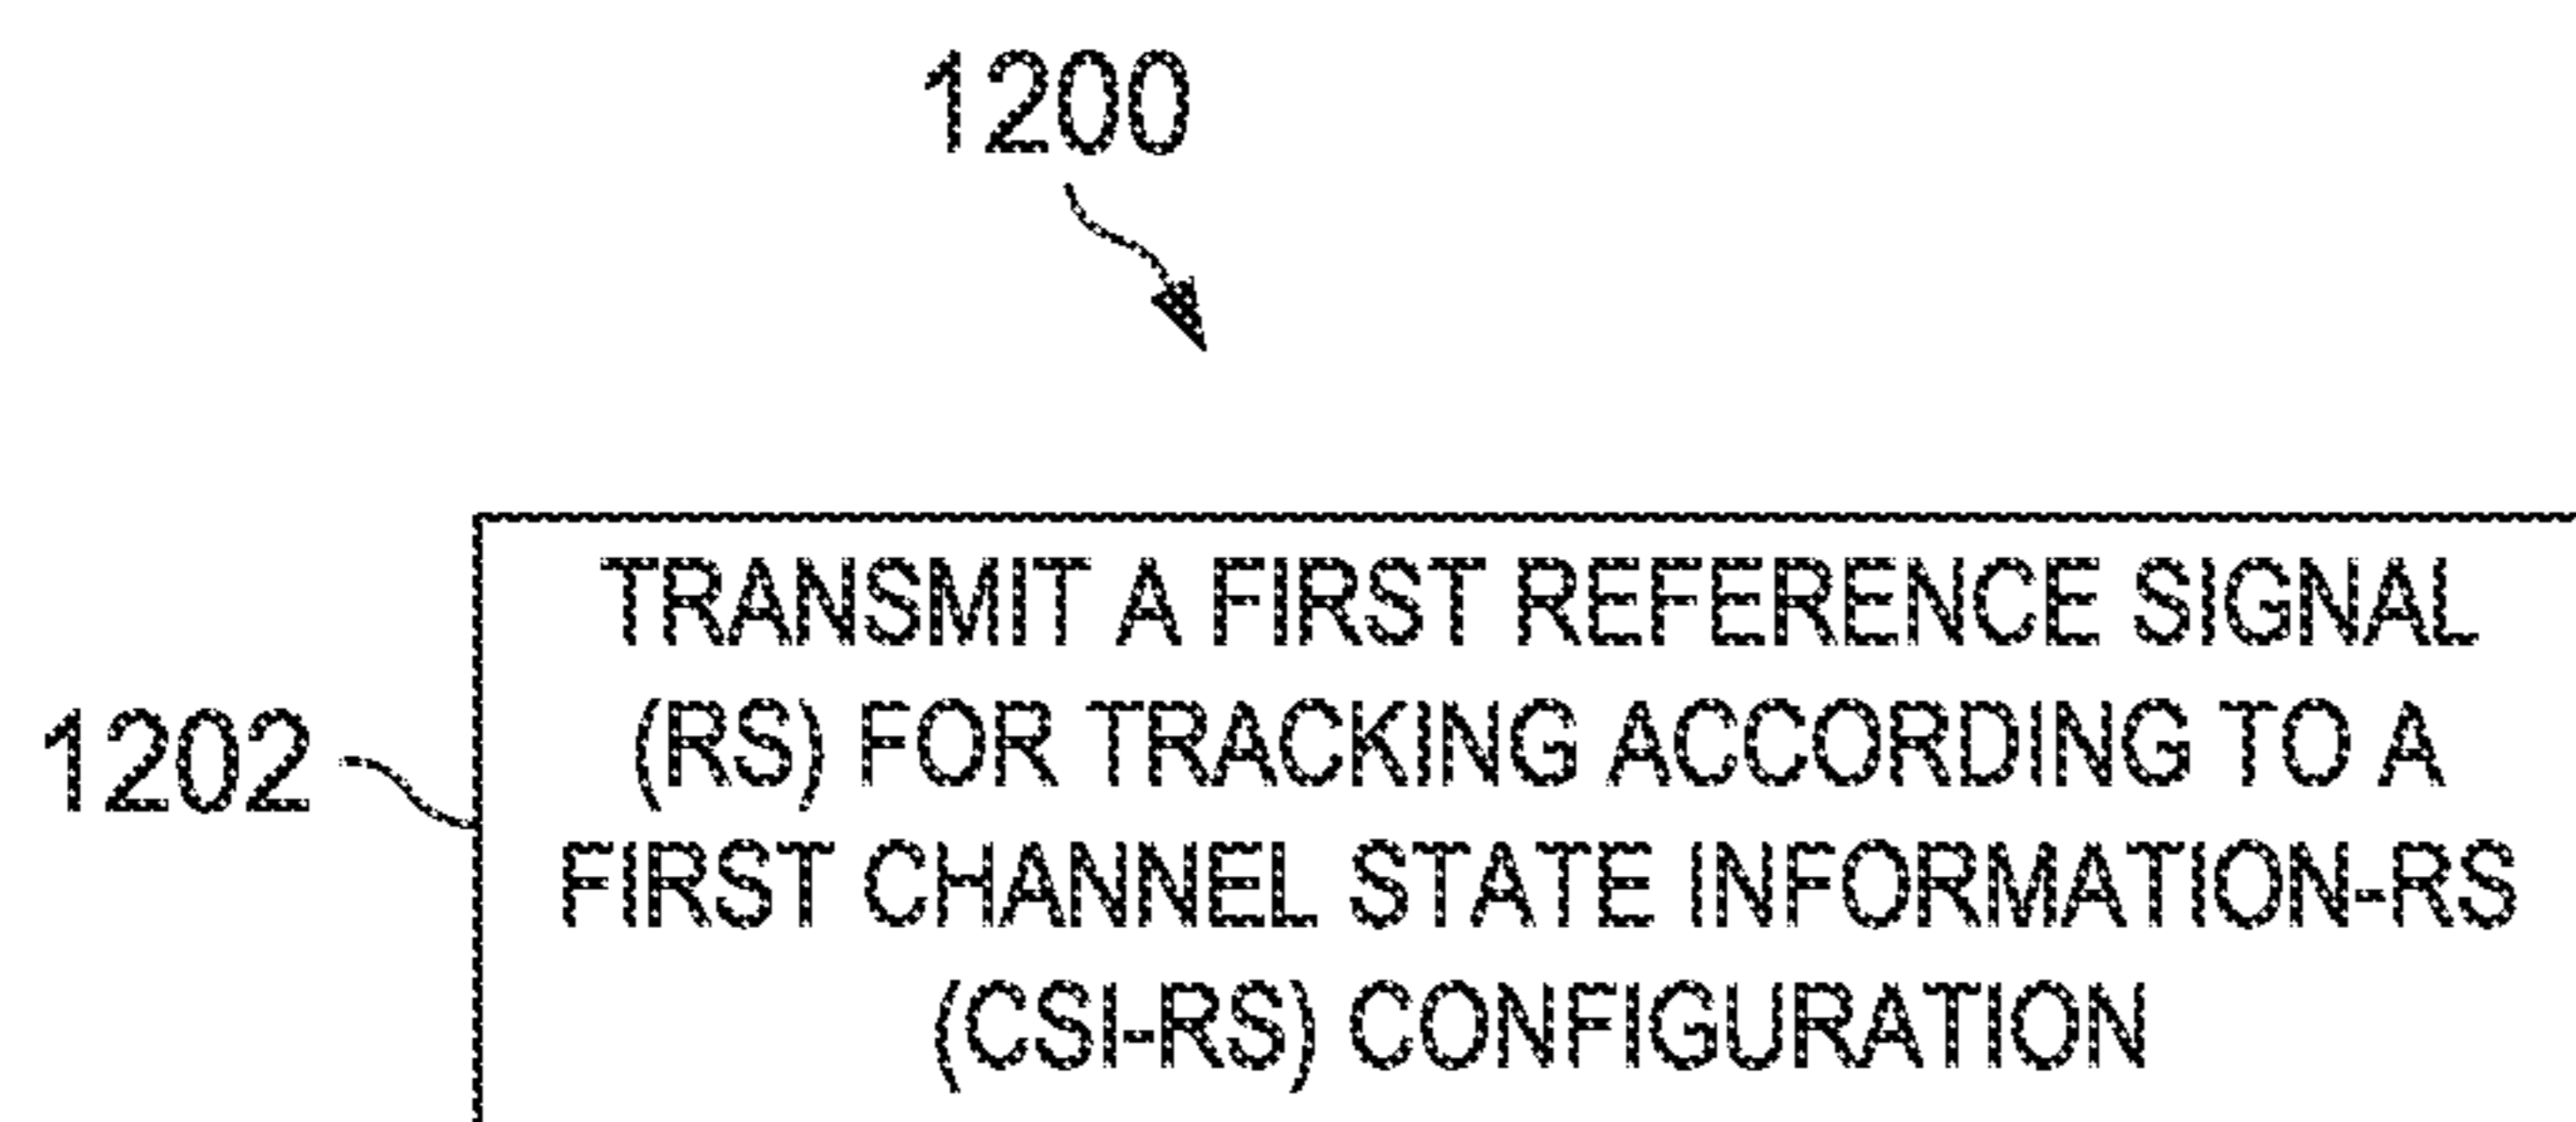 1200
TRANSMIT A FIRST REFERENCE SIGNAL
1202 (RS) FOR TRACKING ACCORDING TO A
FIRST CHANNEL STATE INFORMATION-RS
(CSI-RS) CONFIGURATION